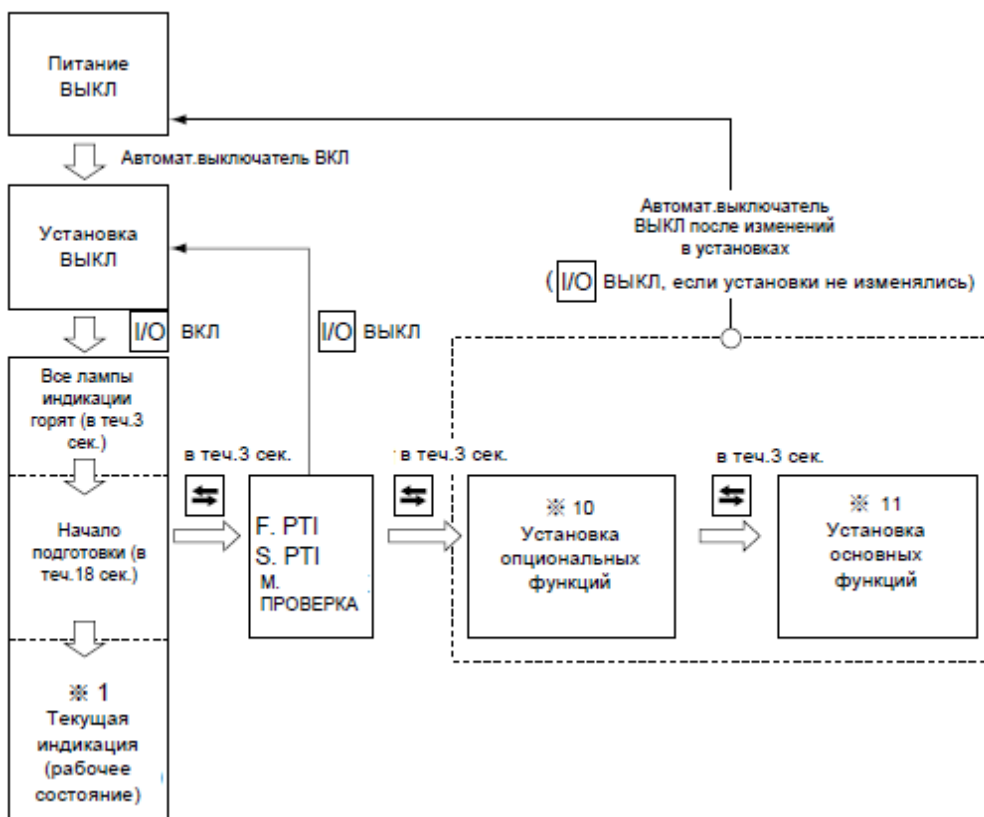 Питание
ВЫКЛ
Автомат.выключатель ВКЛ
Установка
ВЫКЛ
Автомат.выключатель
ВЫКЛ после изменений
в установках
( I/O ВЫКЛ, если установки не изменялись)
I/O ВКЛ
I/O ВЫКЛ
Все лампы
индикации
горят (в теч.3
сек.)
в теч.3 сек.
в теч.3 сек.
в теч.3 сек.
Начало
подготовки (в
теч.18 сек.)
F. PTI
S. PTI
М.
ПРОВЕРКА
※ 10
Установка
опциональных
функций
※ 11
Установка
основных
функций
※ 1
Текущая
индикация
(рабочее
состояние)